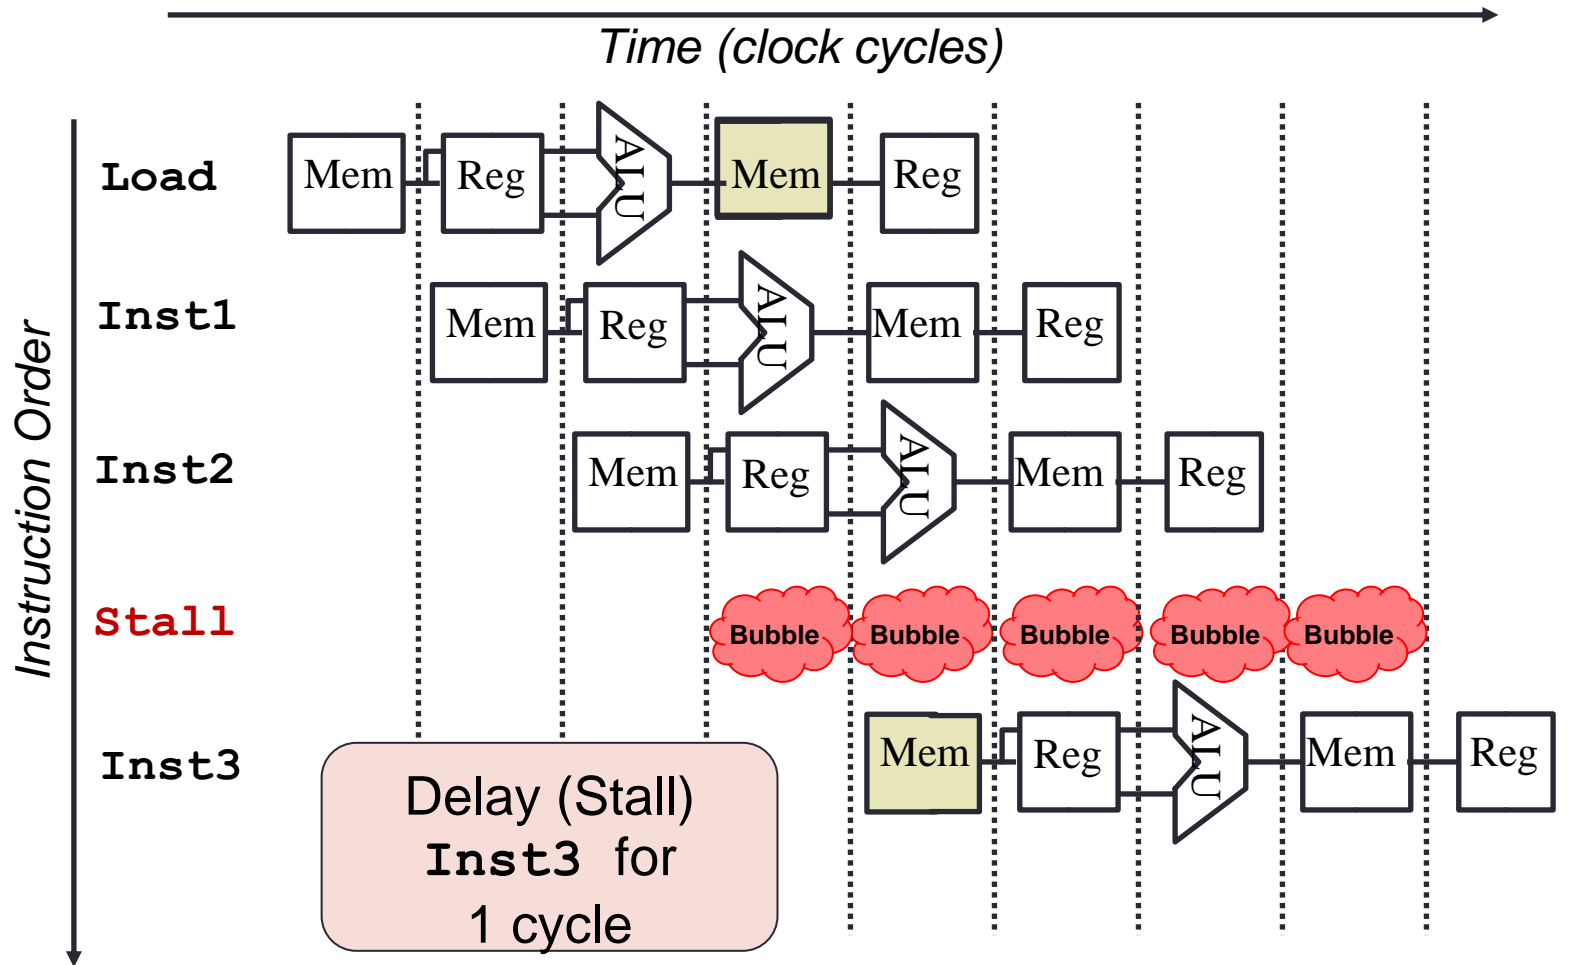 Time (clock cycles)
Instruction Order
Load Mem Reg ALU Mem Reg
Inst1 Mem Reg ALU Mem Reg
Inst2 Mem Reg ALU Mem Reg
Stall Bubble Bubble Bubble Bubble Bubble
Inst3 Mem Reg ALU Mem Reg
Delay (Stall)
Inst3 for
1 cycle